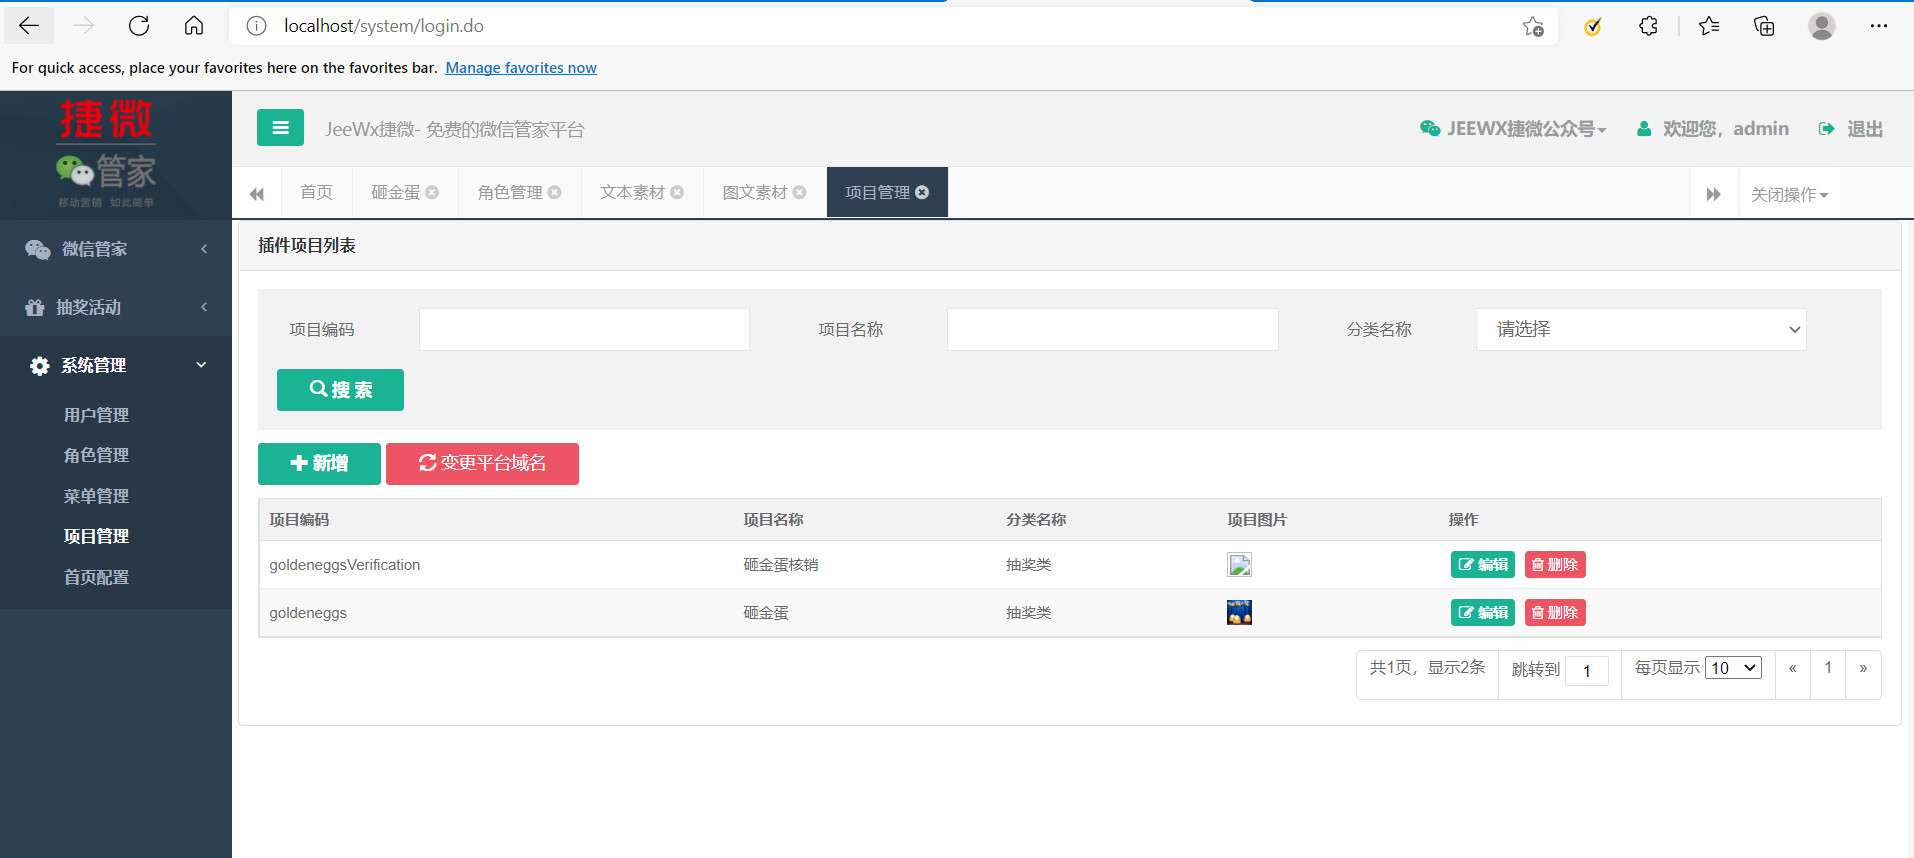 localhost/system/login.do
For quick access, place your favorites here on the favorites bar. Manage favorites now
捷微
管家
移动营销 如此简单
JeeWx捷微- 免费的微信管家平台
JEEWX捷微公众号
欢迎您，admin
退出
首页
砸金蛋
角色管理
文本素材
图文素材
项目管理
关闭操作
微信管家
抽奖活动
系统管理
用户管理
角色管理
菜单管理
项目管理
首页配置
插件项目列表
项目编码
项目名称
分类名称
请选择
搜 索
新增
变更平台域名
项目编码 项目名称 分类名称 项目图片 操作
goldeneggsVerification 砸金蛋核销 抽奖类 编辑 删除
goldeneggs 砸金蛋 抽奖类 编辑 删除
共1页，显示2条 跳转到 1 每页显示 10 « 1 »